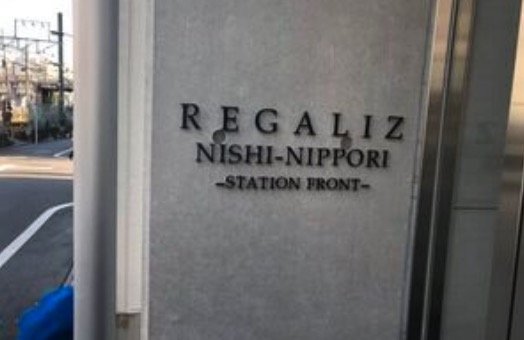 REGALIZ
NISHI-NIPPORI
-STATION FRONT-